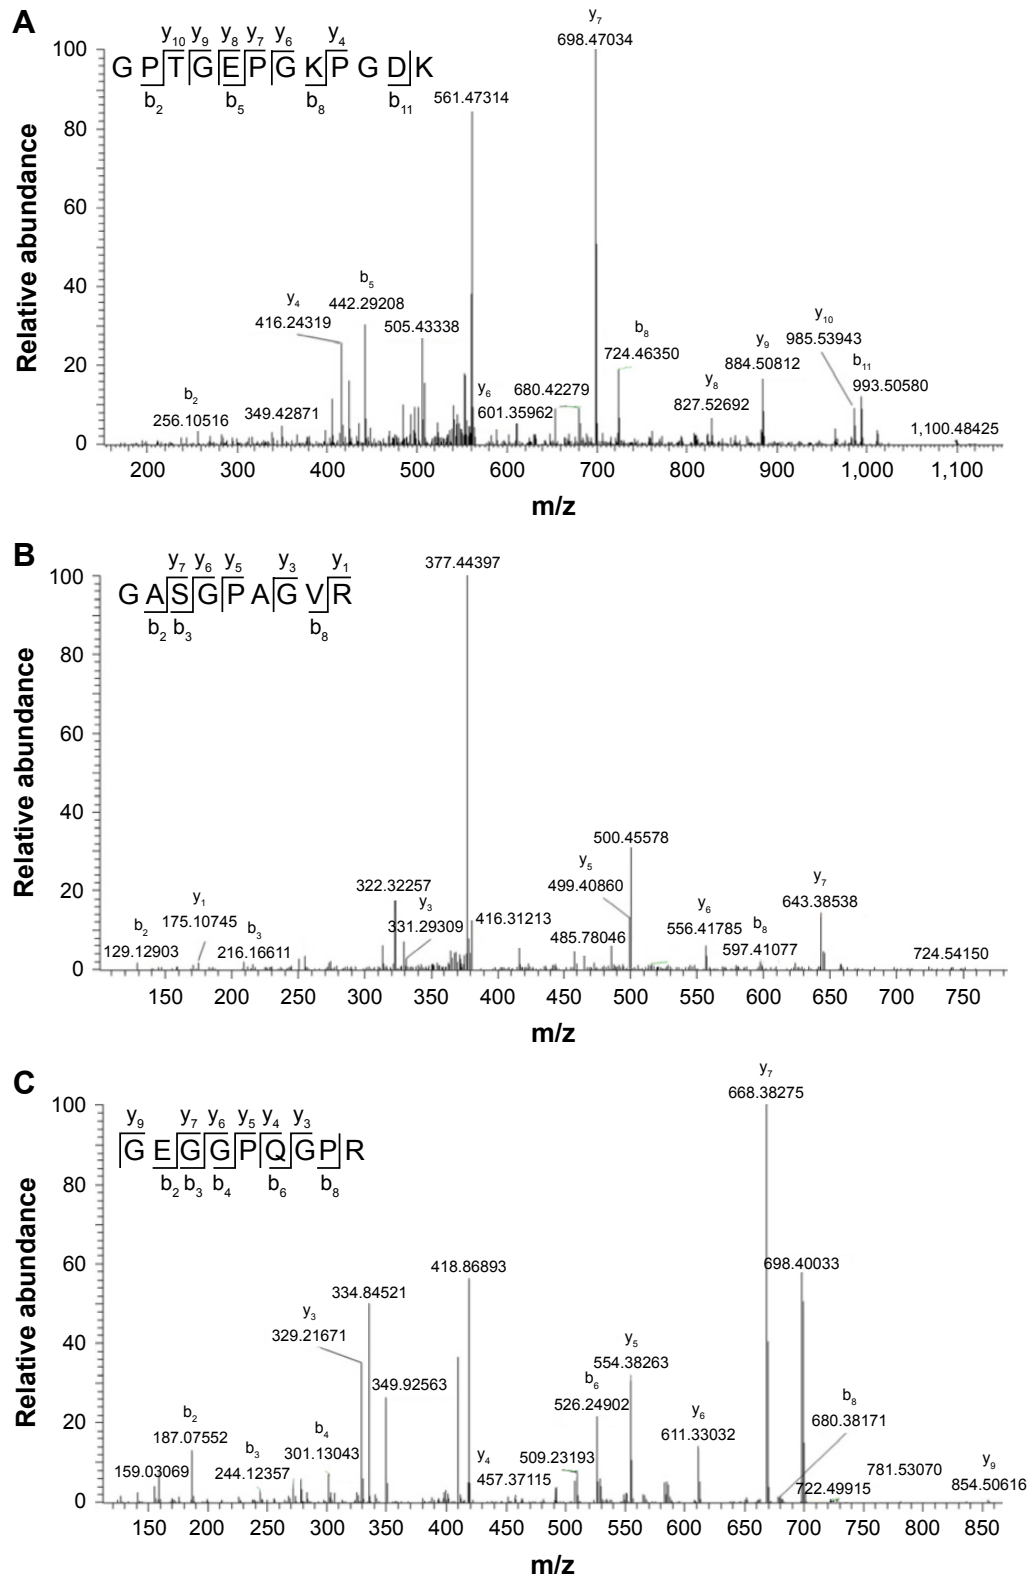 A
y7
698.47034
y10 y9 y8 y7 y6 y4
G P T G E P G K P G D K
b2 b5 b8 b11
561.47314
b5
442.29208
y4
416.24319
505.43338
b2
256.10516
349.42871
y6
601.35962
680.42279
b8
724.46350
y8
827.52692
y9
884.50812
y10
985.53943
b11
993.50580
1,100.48425
100
80
60
40
20
0
Relative abundance
200 300 400 500 600 700 800 900 1,000 1,100
m/z
B
y7 y6 y5 y3 y1
G A S G P A G V R
b2 b3 b8
377.44397
500.45578
y5
499.40860
322.32257
y3
331.29309
416.31213
485.78046
y1
175.10745
b2
129.12903
b3
216.16611
y6
556.41785
b8
597.41077
y7
643.38538
724.54150
100
80
60
40
20
0
Relative abundance
150 200 250 300 350 400 450 500 550 600 650 700 750
m/z
C
y7
668.38275
y9 y7 y6 y5 y4 y3
G E G G P Q G P R
b2 b3 b4 b6 b8
418.86893
698.40033
334.84521
y3
329.21671
349.92563
y5
554.38263
b6
526.24902
y6
611.33032
b8
680.38171
b2
187.07552
b3
244.12357
b4
301.13043
159.03069
y4
457.37115
509.23193
722.49915
781.53070
y9
854.50616
100
80
60
40
20
0
Relative abundance
150 200 250 300 350 400 450 500 550 600 650 700 750 800 850
m/z